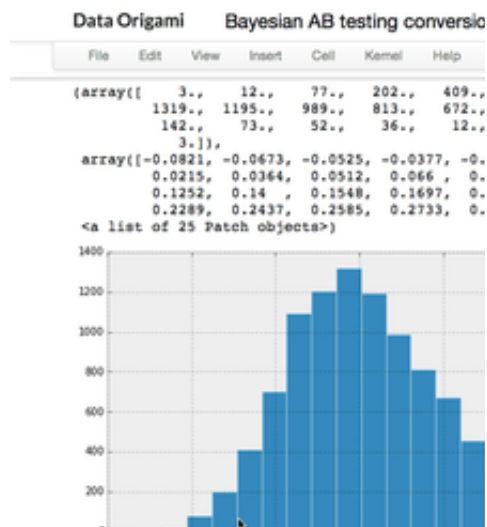 Data Origami Bayesian AB testing conversio
File Edit View Insert Cell Kernel Help
(array([ 3., 12., 77., 202., 409.,
1319., 1195., 989., 813., 672.,
142., 73., 52., 36., 12.,
3.]),
array([-0.0821, -0.0673, -0.0525, -0.0377, -0.
0.0215, 0.0364, 0.0512, 0.066 , 0.
0.1252, 0.14 , 0.1548, 0.1697, 0.
0.2289, 0.2437, 0.2585, 0.2733, 0.
<a list of 25 Patch objects>)
1400
1200
1000
800
600
400
200